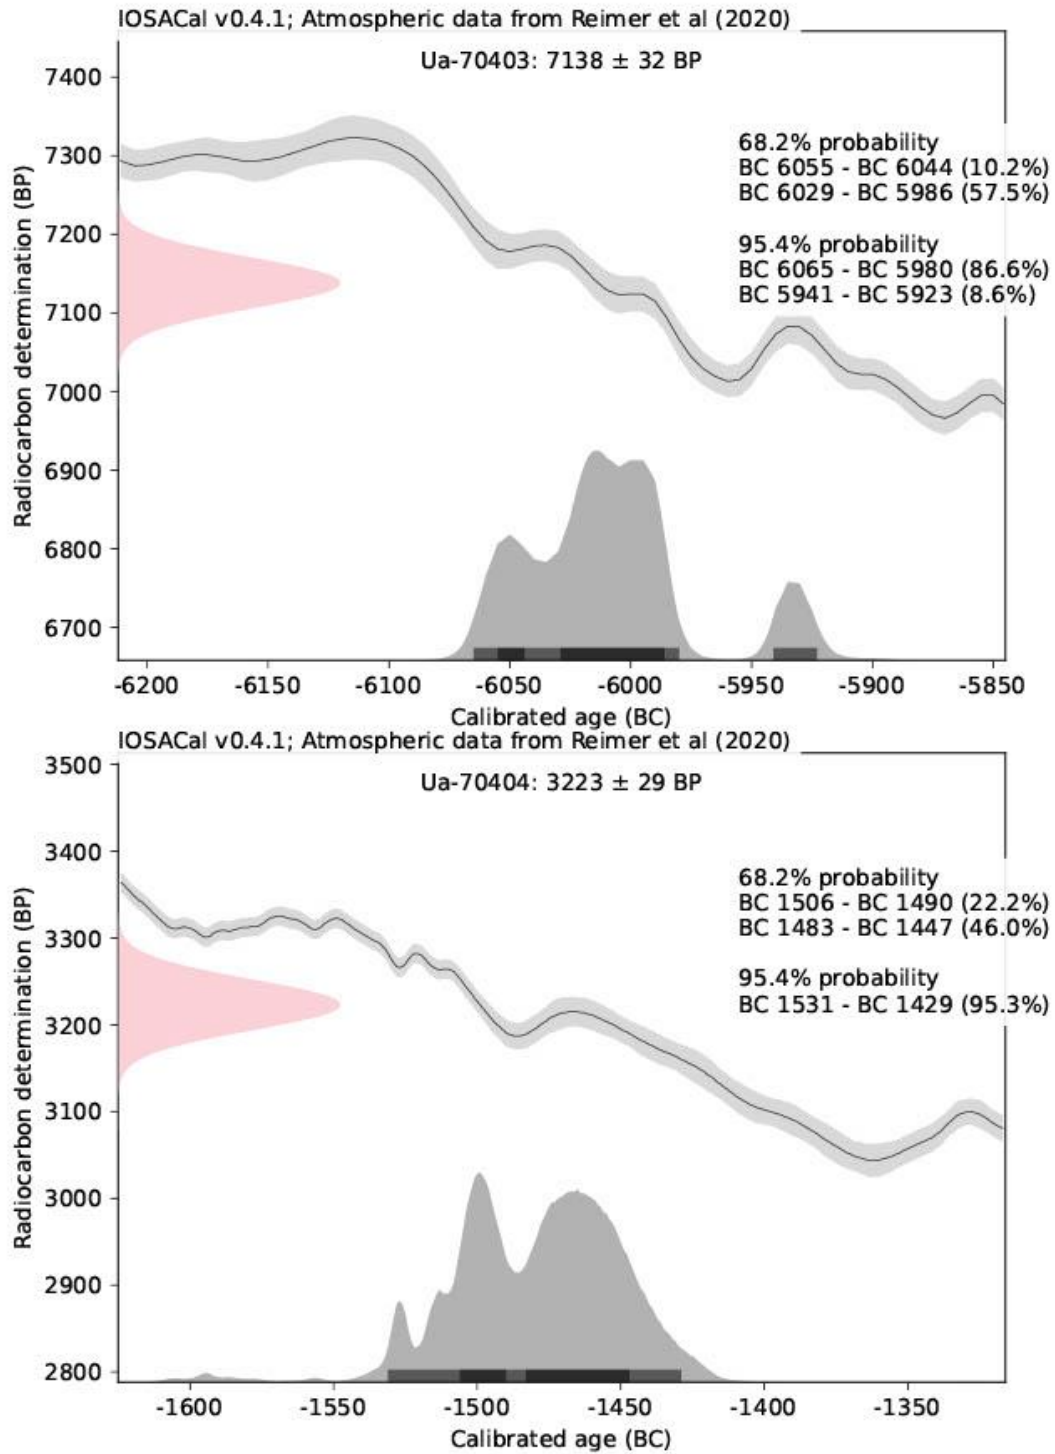 IOSACal v0.4.1; Atmospheric data from Reimer et al (2020)
Ua-70403: 7138 ± 32 BP
7400
7300
7200
7100
7000
6900
6800
6700
Radiocarbon determination (BP)
68.2% probability
BC 6055 - BC 6044 (10.2%)
BC 6029 - BC 5986 (57.5%)
95.4% probability
BC 6065 - BC 5980 (86.6%)
BC 5941 - BC 5923 (8.6%)
-6200 -6150 -6100 -6050 -6000 -5950 -5900 -5850
Calibrated age (BC)
IOSACal v0.4.1; Atmospheric data from Reimer et al (2020)
Ua-70404: 3223 ± 29 BP
3500
3400
3300
3200
3100
3000
2900
2800
Radiocarbon determination (BP)
68.2% probability
BC 1506 - BC 1490 (22.2%)
BC 1483 - BC 1447 (46.0%)
95.4% probability
BC 1531 - BC 1429 (95.3%)
-1600 -1550 -1500 -1450 -1400 -1350
Calibrated age (BC)